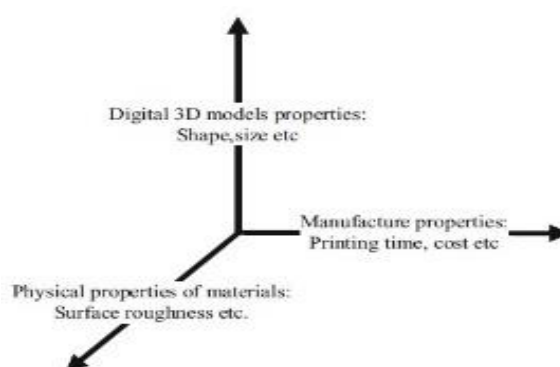 Digital 3D models properties:
Shape,size etc
Manufacture properties:
Printing time, cost etc
Physical properties of materials:
Surface roughness etc.